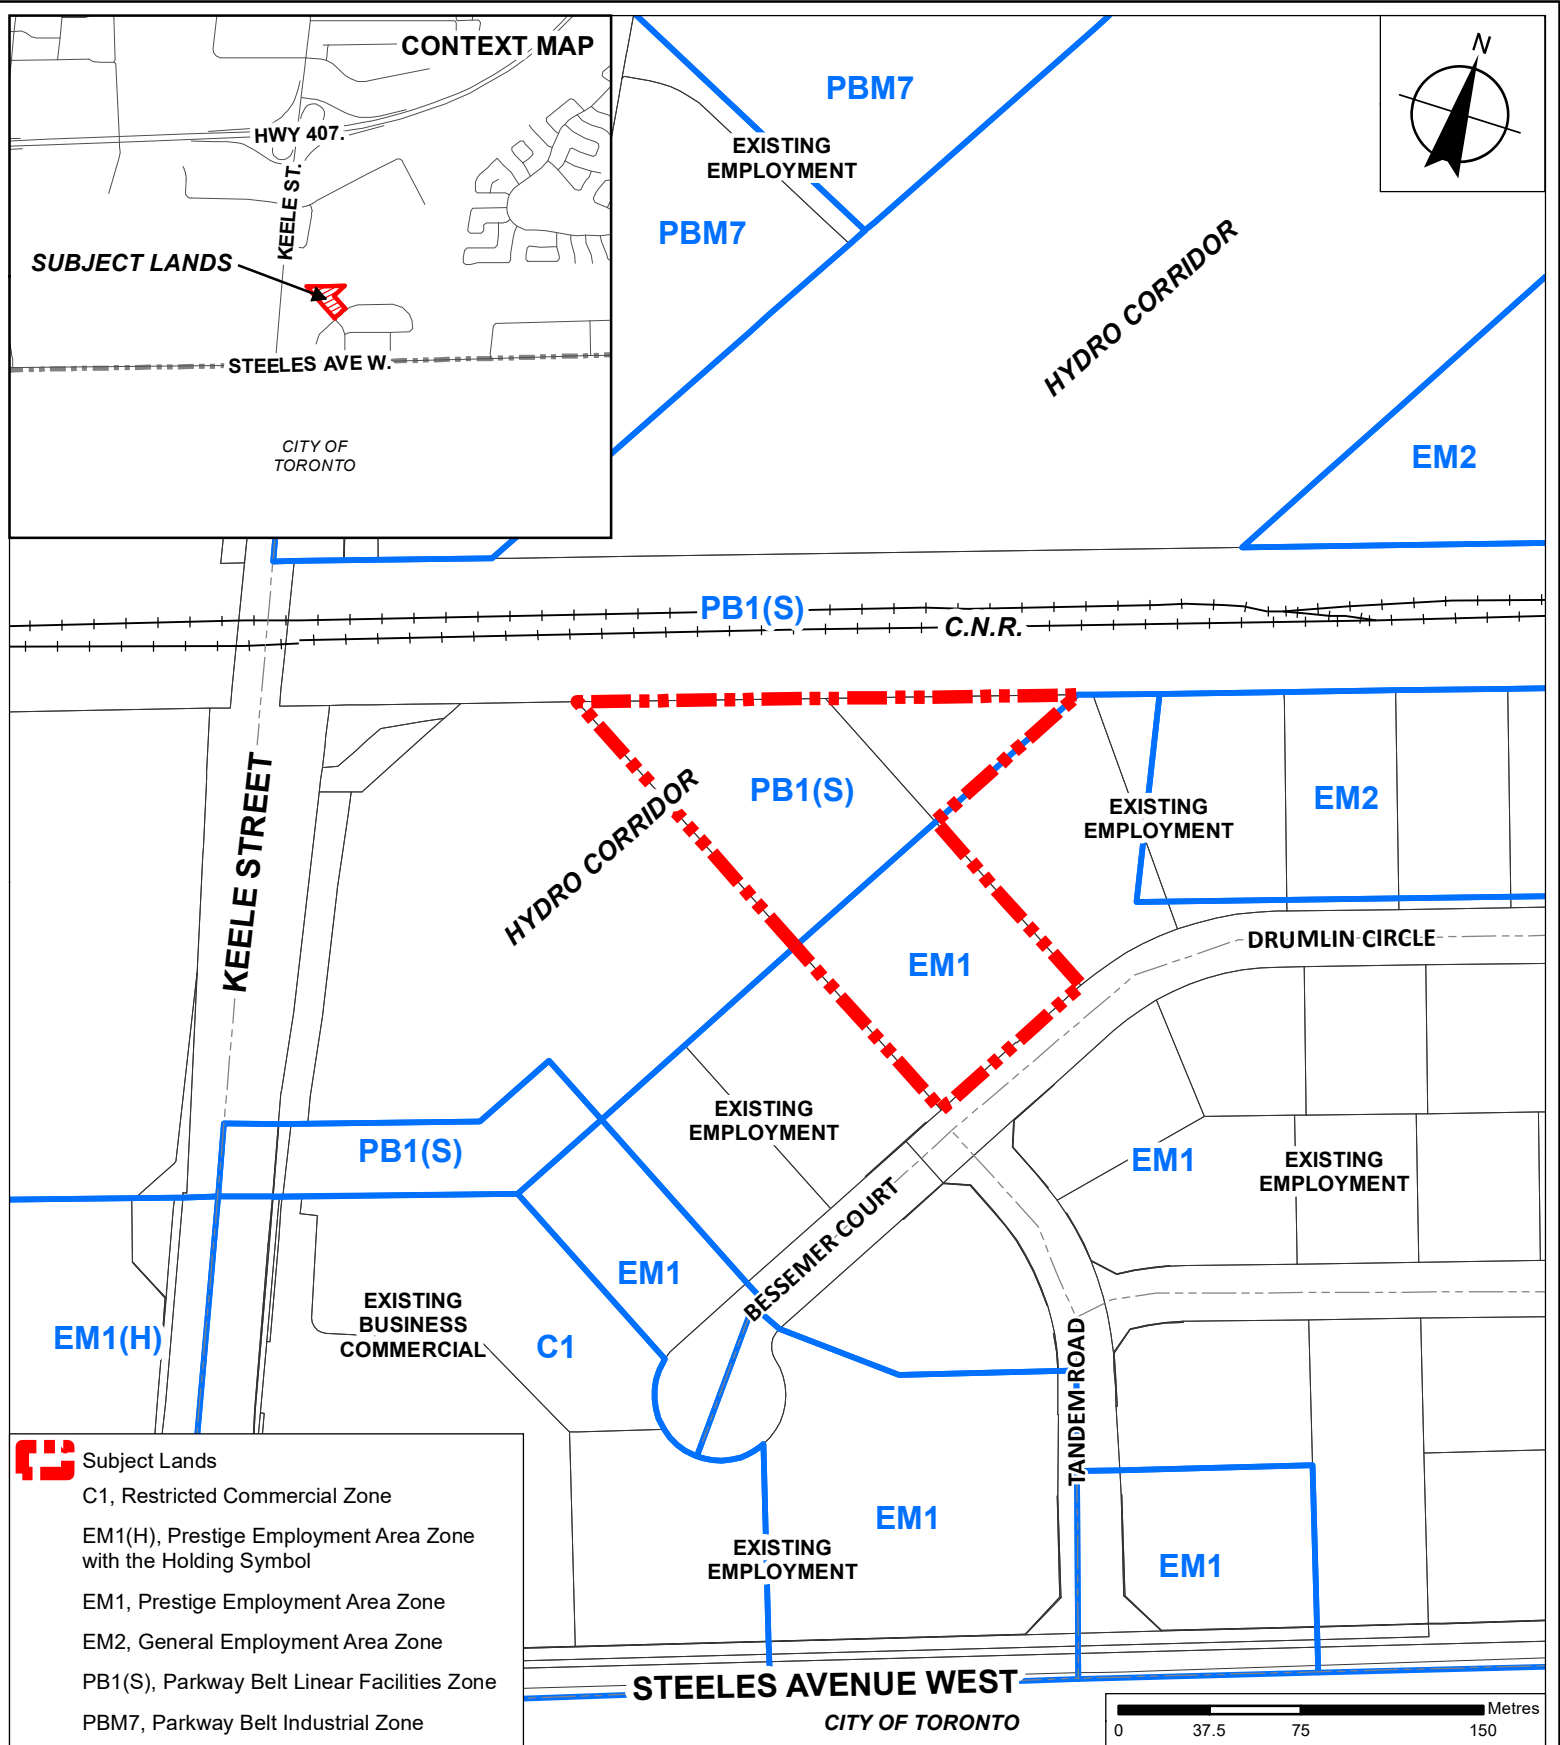 CONTEXT MAP
HWY 407.
KEELE ST.
SUBJECT LANDS
STEELES AVE W.
CITY OF
TORONTO
N
PBM7
EXISTING
EMPLOYMENT
PBM7
HYDRO CORRIDOR
EM2
PB1(S)
C.N.R.
KEELE STREET
HYDRO CORRIDOR
PB1(S)
EXISTING
EMPLOYMENT
EM2
DRUMLIN CIRCLE
EM1
EXISTING
EMPLOYMENT
PB1(S)
EM1
EXISTING
EMPLOYMENT
BESSEMER COURT
EM1
EXISTING
BUSINESS
COMMERCIAL
EM1(H)
C1
TANDEM ROAD
EM1
EXISTING
EMPLOYMENT
EM1
STEELES AVENUE WEST
CITY OF TORONTO
Subject Lands
C1, Restricted Commercial Zone
EM1(H), Prestige Employment Area Zone
with the Holding Symbol
EM1, Prestige Employment Area Zone
EM2, General Employment Area Zone
PB1(S), Parkway Belt Linear Facilities Zone
PBM7, Parkway Belt Industrial Zone
Metres
0 37.5 75 150